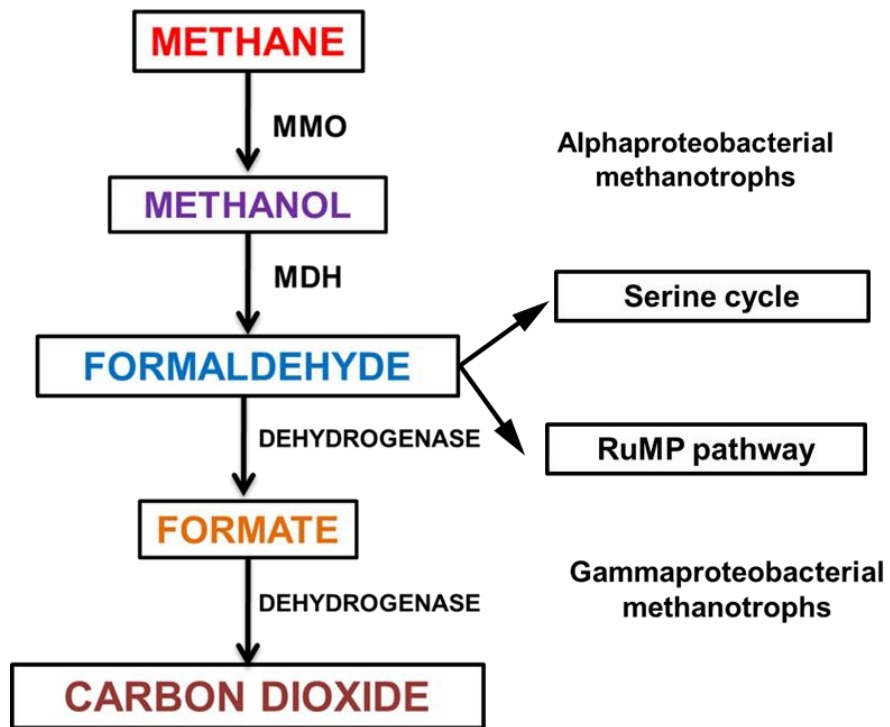 METHANE
MMO
Alphaproteobacterial
methanotrophs
METHANOL
MDH
Serine cycle
FORMALDEHYDE
DEHYDROGENASE
RuMP pathway
FORMATE
Gammaproteobacterial
methanotrophs
DEHYDROGENASE
CARBON DIOXIDE